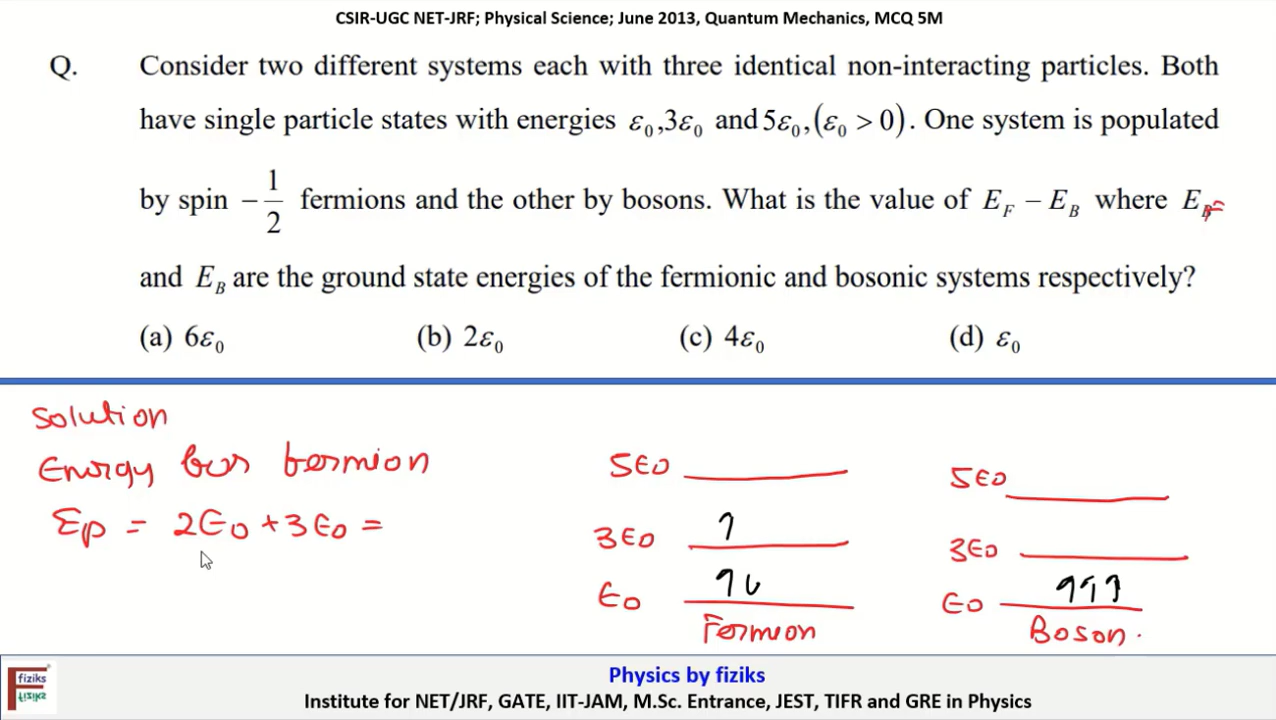 CSIR-UGC NET-JRF; Physical Science; June 2013, Quantum Mechanics, MCQ 5M
Q. Consider two different systems each with three identical non-interacting particles. Both
have single particle states with energies ε₀,3ε₀ and 5ε₀,(ε₀ > 0). One system is populated
by spin −1/2 fermions and the other by bosons. What is the value of E_F − E_B where E
and E_B are the ground state energies of the fermionic and bosonic systems respectively?
(a) 6ε₀ (b) 2ε₀ (c) 4ε₀ (d) ε₀
Solution
Energy for fermion
= 2ε₀ + 3ε₀ =
5ε₀
3ε₀
ε₀
Fermion
5ε₀
3ε₀
ε₀
Boson.
fiziks
Physics by fiziks
Institute for NET/JRF, GATE, IIT-JAM, M.Sc. Entrance, JEST, TIFR and GRE in Physics